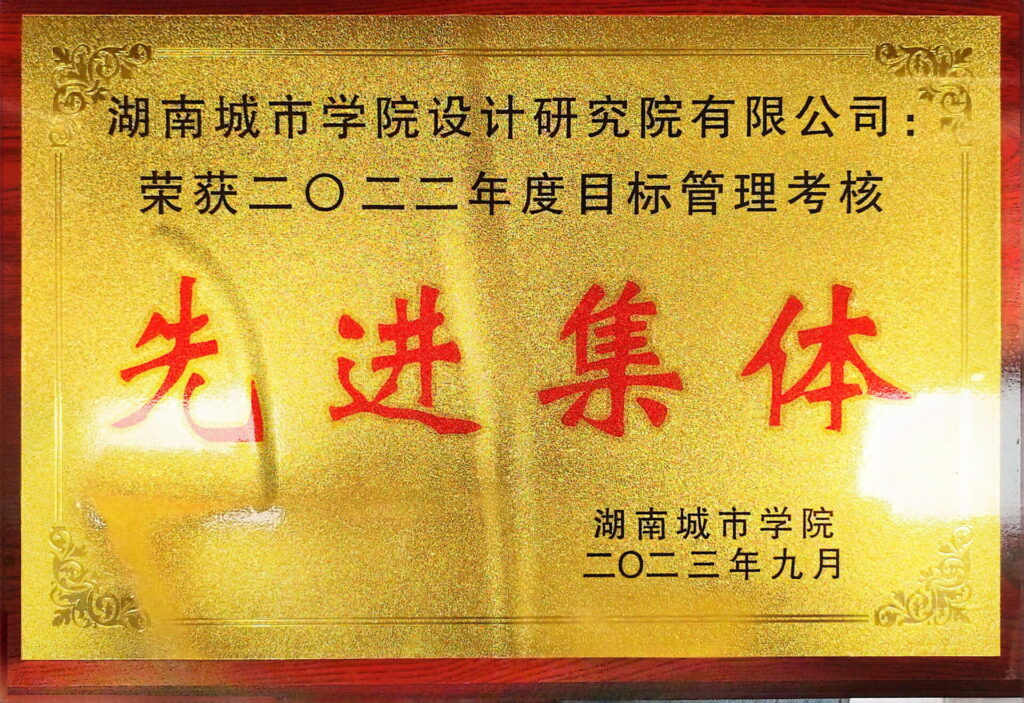 湖南城市学院设计研究院有限公司：
荣获二〇二二年度目标管理考核
先进集体
湖南城市学院
二〇二三年九月